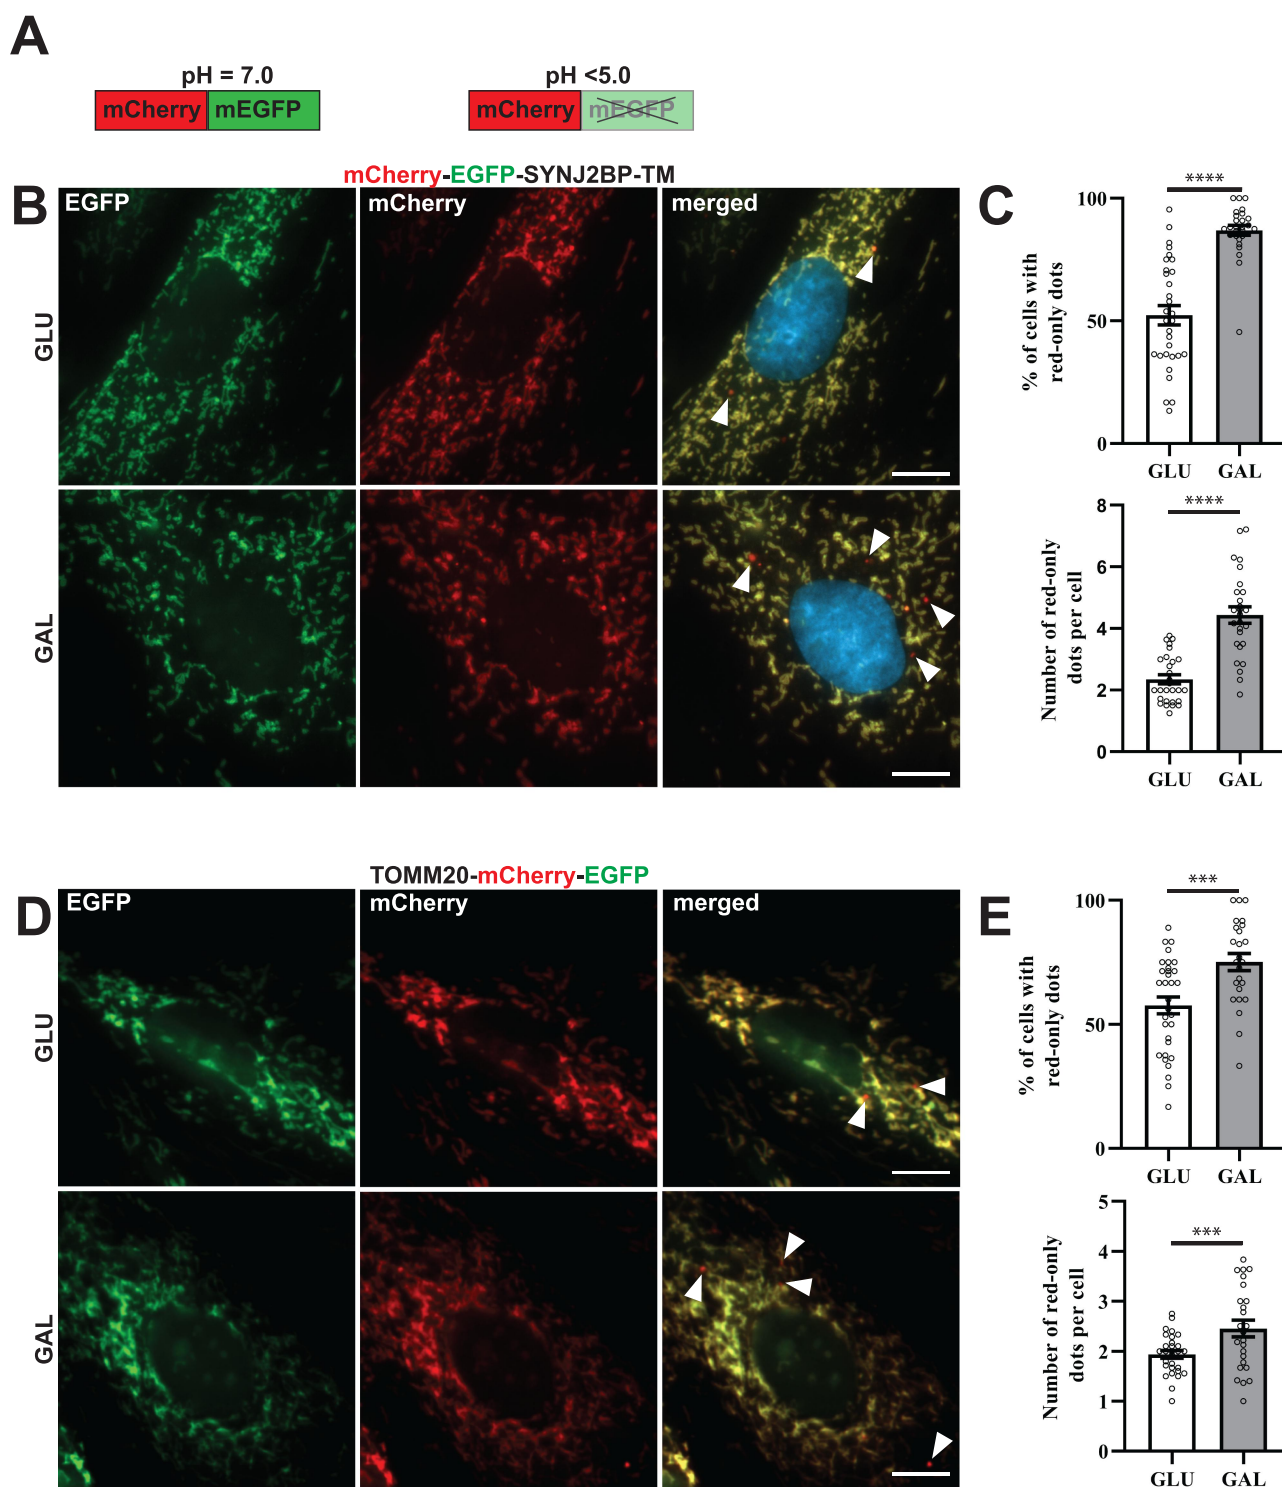 A
pH = 7.0
pH <5.0
mCherry mEGFP
mCherry mEGFP
mCherry-EGFP-SYNJ2BP-TM
B
EGFP
mCherry
merged
GLU
GAL
C
****
% of cells with
red-only dots
100
50
0
GLU GAL
****
Number of red-only
dots per cell
8
6
4
2
0
GLU GAL
TOMM20-mCherry-EGFP
D
EGFP
mCherry
merged
GLU
GAL
E
***
% of cells with
red-only dots
100
50
0
GLU GAL
***
Number of red-only
dots per cell
5
4
3
2
1
0
GLU GAL